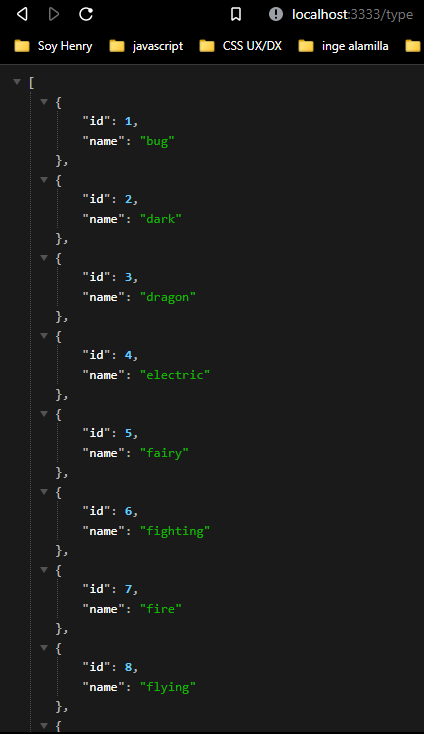 localhost:3333/type
Soy Henry javascript CSS UX/DX inge alamilla
[
{
"id": 1,
"name": "bug"
},
{
"id": 2,
"name": "dark"
},
{
"id": 3,
"name": "dragon"
},
{
"id": 4,
"name": "electric"
},
{
"id": 5,
"name": "fairy"
},
{
"id": 6,
"name": "fighting"
},
{
"id": 7,
"name": "fire"
},
{
"id": 8,
"name": "flying"
},
{